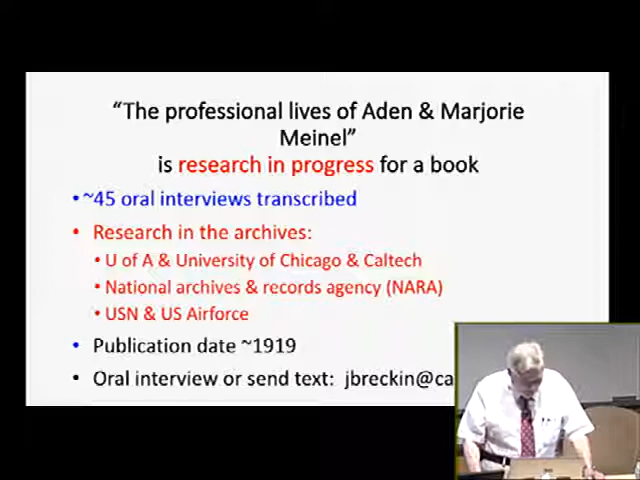 “The professional lives of Aden & Marjorie
Meinel”
is research in progress for a book
• ~45 oral interviews transcribed
• Research in the archives:
• U of A & University of Chicago & Caltech
• National archives & records agency (NARA)
• USN & US Airforce
• Publication date ~1919
• Oral interview or send text: jbreckin@ca